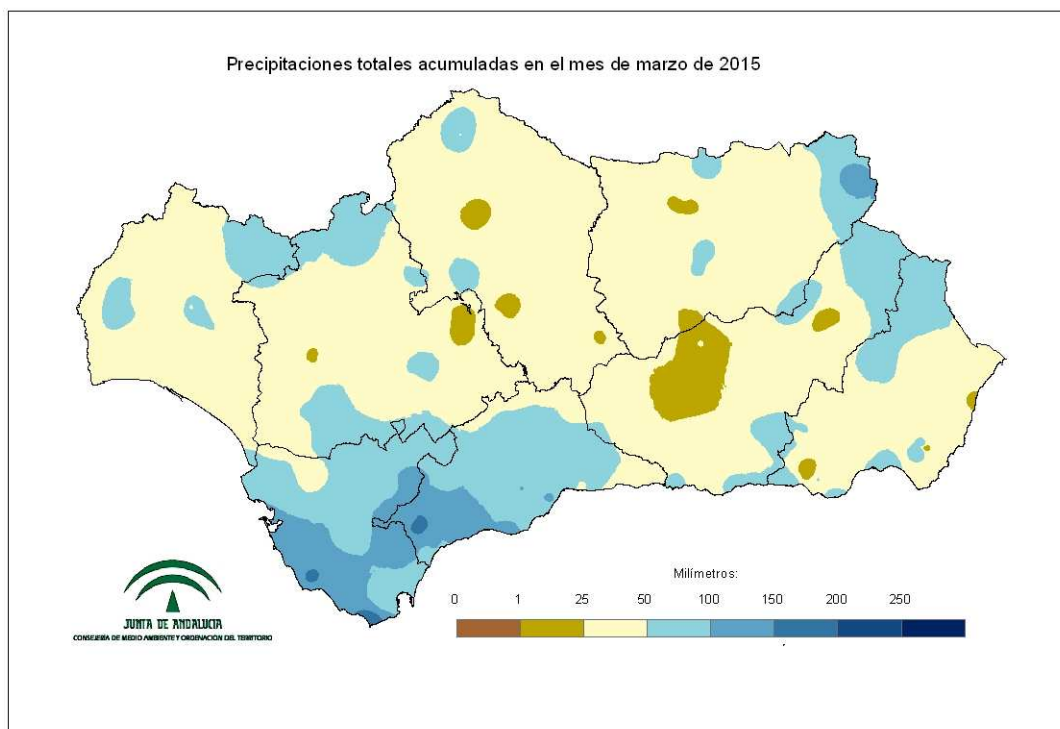 Precipitaciones totales acumuladas en el mes de marzo de 2015
Milímetros:
0 1 25 50 100 150 200 250
JUNTA DE ANDALUCIA
CONSEJERÍA DE MEDIO AMBIENTE Y ORDENACIÓN DEL TERRITORIO